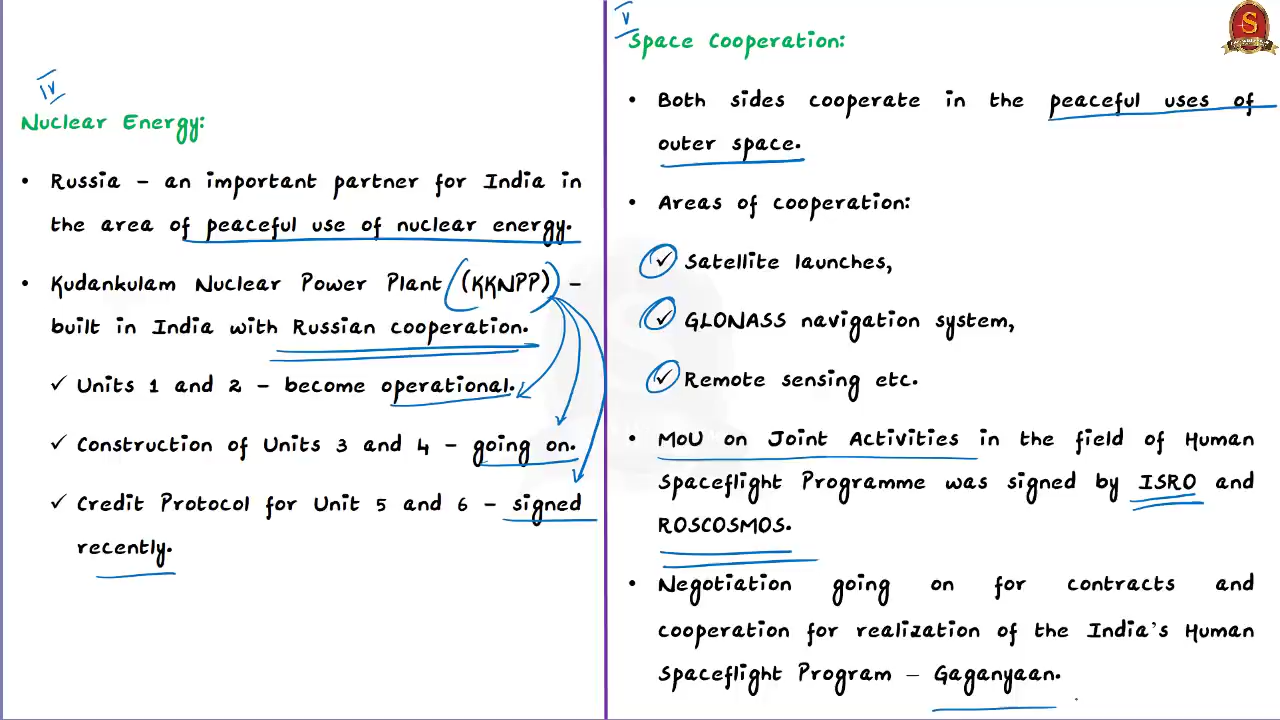 IV
Nuclear Energy:
• Russia – an important partner for India in
the area of peaceful use of nuclear energy.
• Kudankulam Nuclear Power Plant (KKNPP) –
built in India with Russian cooperation.
✓ Units 1 and 2 – become operational.
✓ Construction of Units 3 and 4 – going on.
✓ Credit Protocol for Unit 5 and 6 – signed
recently.
V
Space Cooperation:
• Both sides cooperate in the peaceful uses of
outer space.
• Areas of cooperation:
✓ Satellite launches,
✓ GLONASS navigation system,
✓ Remote sensing etc.
• MoU on Joint Activities in the field of Human
Spaceflight Programme was signed by ISRO and
ROSCOSMOS.
• Negotiation going on for contracts and
cooperation for realization of the India's Human
Spaceflight Program – Gaganyaan.
S